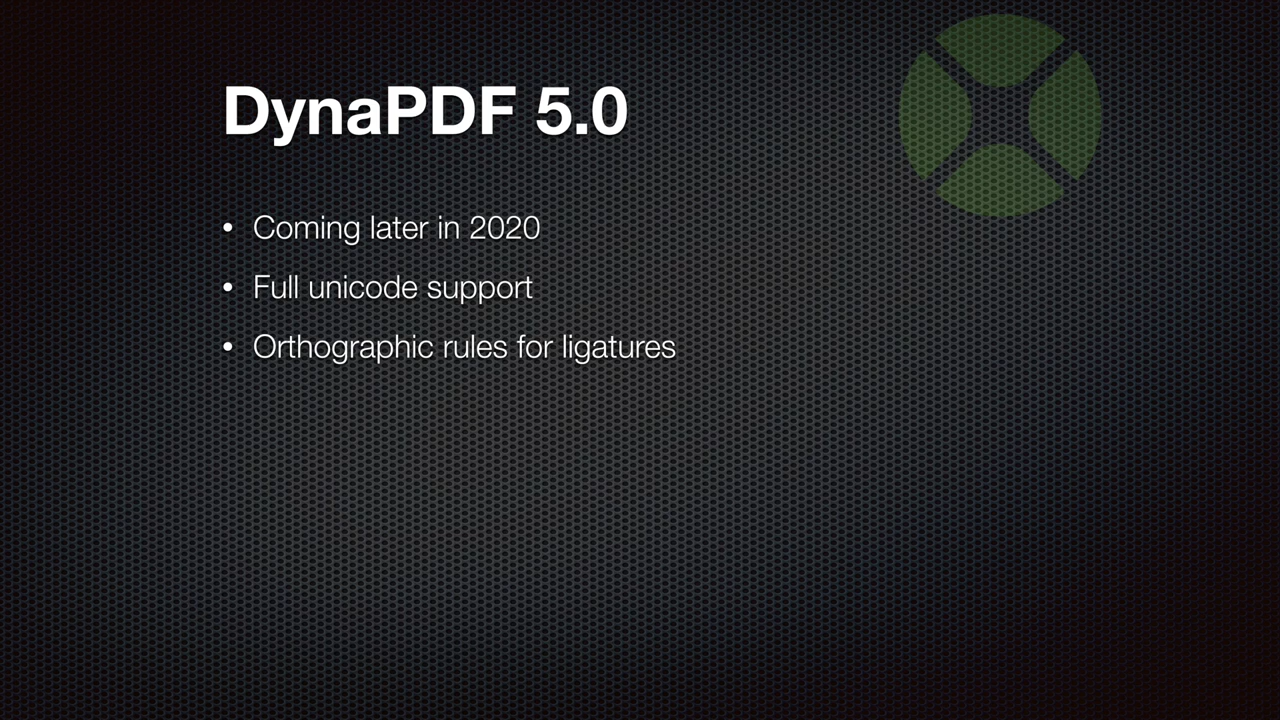 DynaPDF 5.0
• Coming later in 2020
• Full unicode support
• Orthographic rules for ligatures